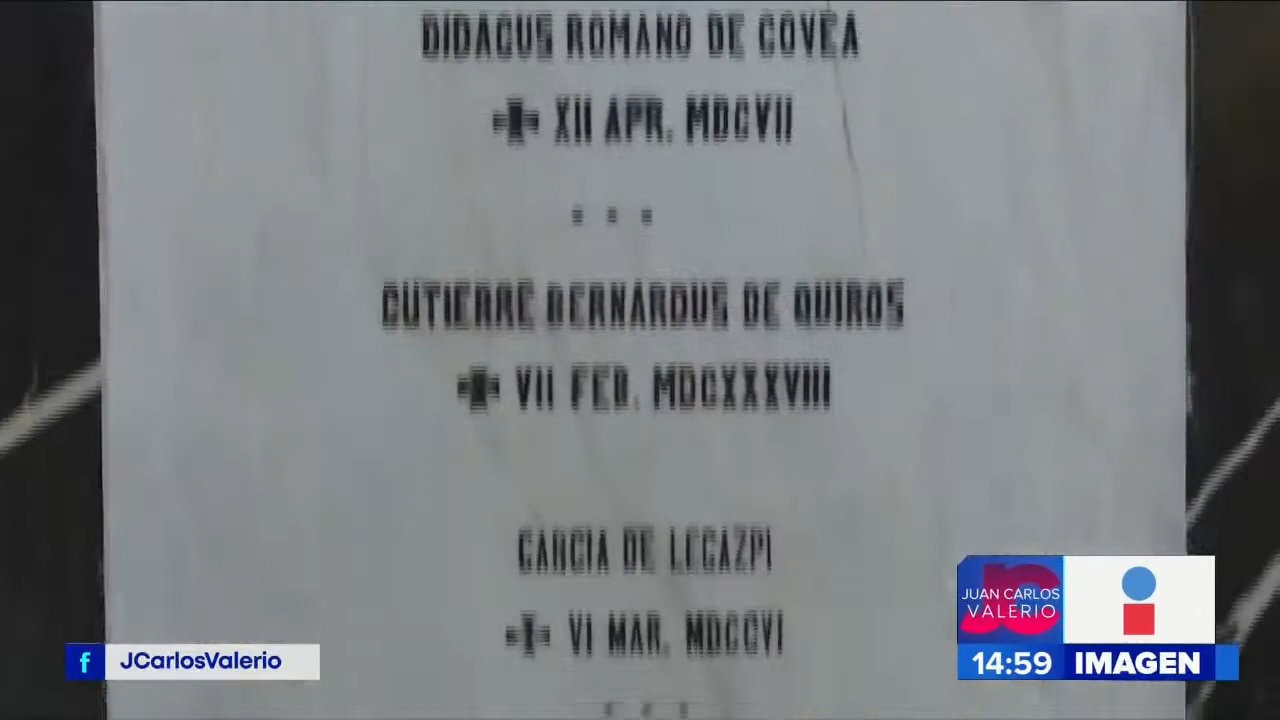 DIDACUS ROMANO DE GOVEA
✠ XII APR. MDCVII
...
GUTIERRE BERNARDUS DE QUIROS
✠ VII FEB. MDCXXXVIII
GARCIA DE LEGAZPI
✠ VI MAR. MDCCVI
...
f JCarlosValerio
JUAN CARLOS
VALERIO
14:59 IMAGEN